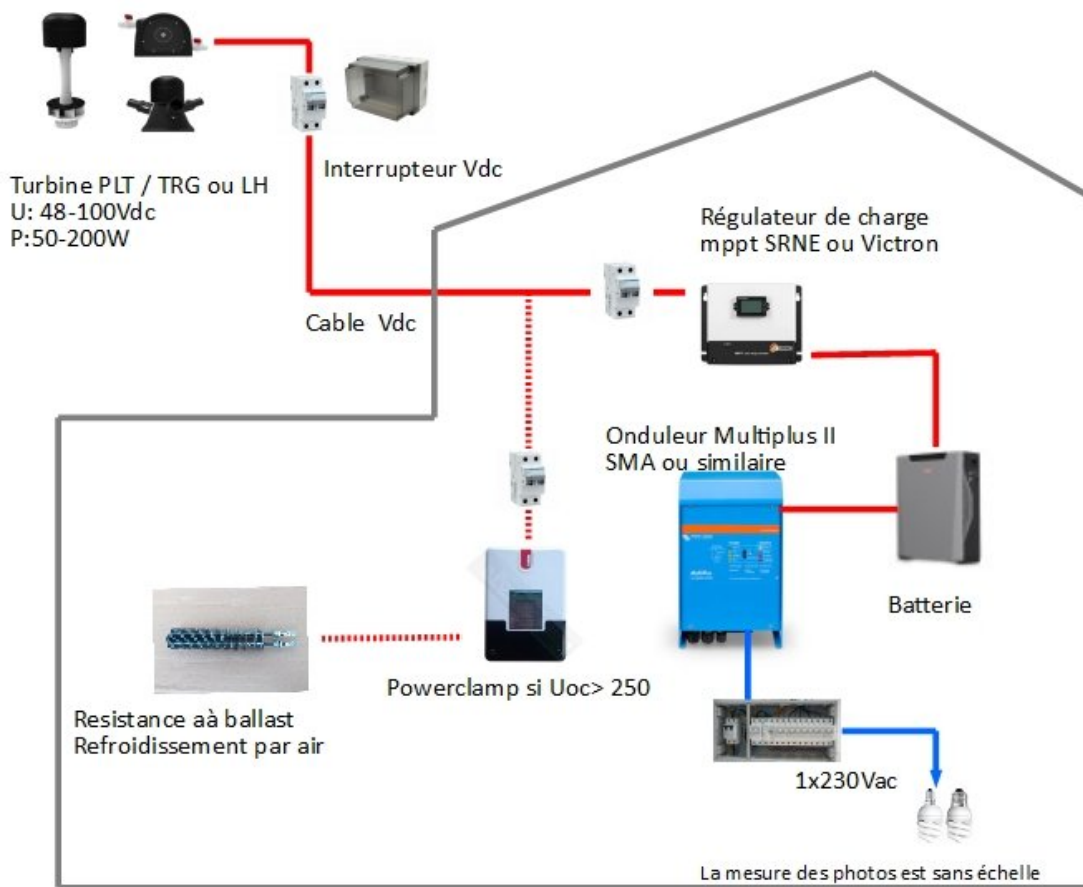 Turbine PLT / TRG ou LH
U: 48-100Vdc
P:50-200W
Interrupteur Vdc
Régulateur de charge
mppt SRNE ou Victron
Cable Vdc
Onduleur Multiplus II
SMA ou similaire
Batterie
Powerclamp si Uoc> 250
Resistance aà ballast
Refroidissement par air
1x230Vac
La mesure des photos est sans échelle